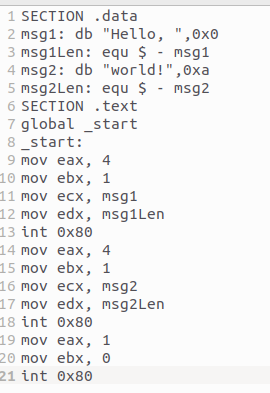 1 SECTION .data
2 msg1: db "Hello, ",0x0
3 msg1Len: equ $ - msg1
4 msg2: db "world!",0xa
5 msg2Len: equ $ - msg2
6 SECTION .text
7 global _start
8 _start:
9 mov eax, 4
10 mov ebx, 1
11 mov ecx, msg1
12 mov edx, msg1Len
13 int 0x80
14 mov eax, 4
15 mov ebx, 1
16 mov ecx, msg2
17 mov edx, msg2Len
18 int 0x80
19 mov eax, 1
20 mov ebx, 0
21 int 0x80